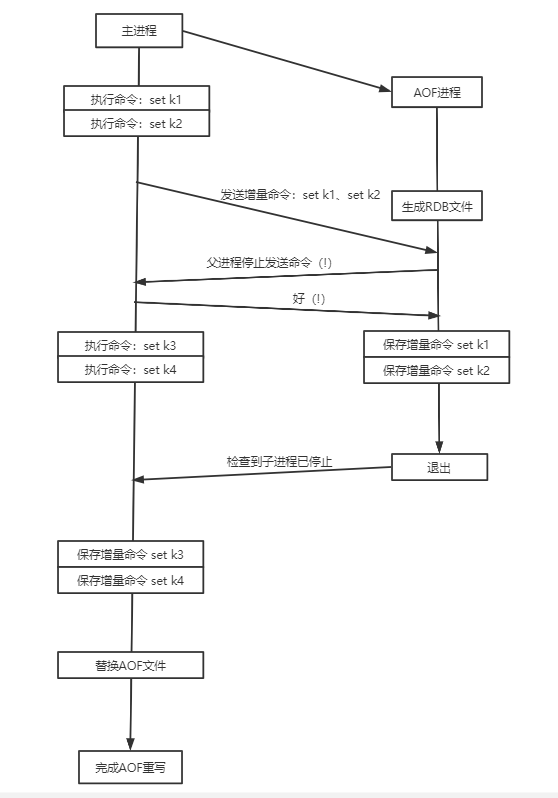 主进程
AOF进程
执行命令：set k1
执行命令：set k2
发送增量命令：set k1、set k2
生成RDB文件
父进程停止发送命令（!）
好（!）
执行命令：set k3
执行命令：set k4
保存增量命令 set k1
保存增量命令 set k2
检查到子进程已停止
退出
保存增量命令 set k3
保存增量命令 set k4
替换AOF文件
完成AOF重写